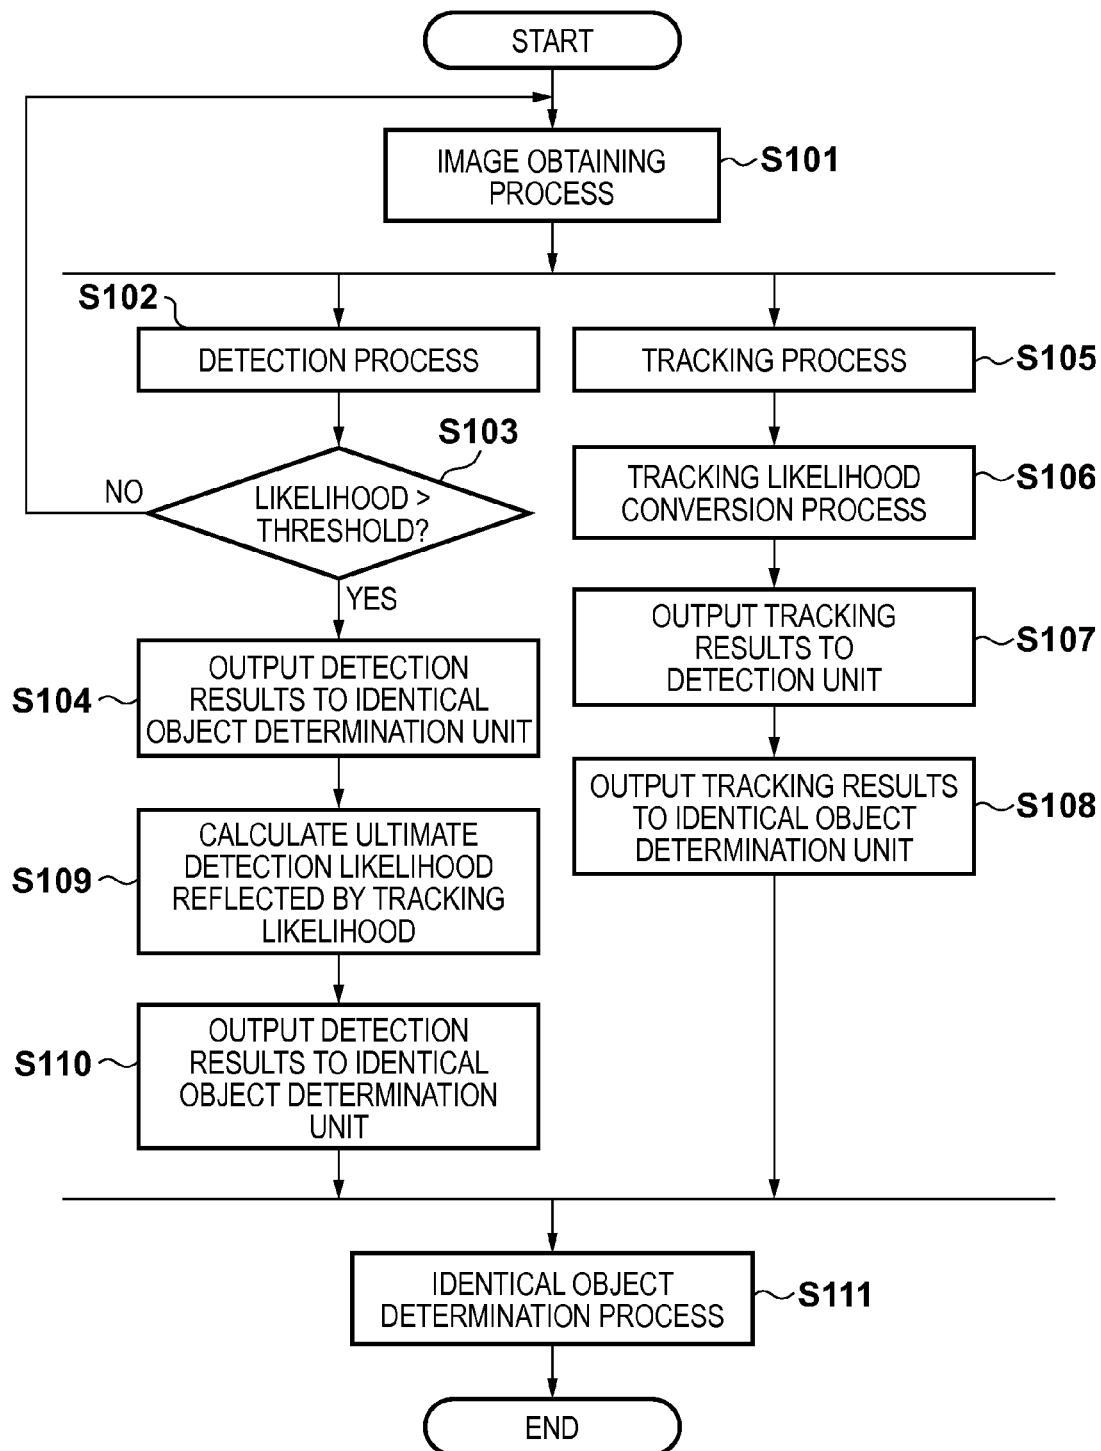 START
IMAGE OBTAINING
PROCESS
S101
S102
DETECTION PROCESS
S103
LIKELIHOOD >
THRESHOLD?
NO
YES
S104
OUTPUT DETECTION
RESULTS TO IDENTICAL
OBJECT DETERMINATION UNIT
S109
CALCULATE ULTIMATE
DETECTION LIKELIHOOD
REFLECTED BY TRACKING
LIKELIHOOD
S110
OUTPUT DETECTION
RESULTS TO IDENTICAL
OBJECT DETERMINATION
UNIT
TRACKING PROCESS
S105
TRACKING LIKELIHOOD
CONVERSION PROCESS
S106
OUTPUT TRACKING
RESULTS TO
DETECTION UNIT
S107
OUTPUT TRACKING RESULTS
TO IDENTICAL OBJECT
DETERMINATION UNIT
S108
IDENTICAL OBJECT
DETERMINATION PROCESS
S111
END